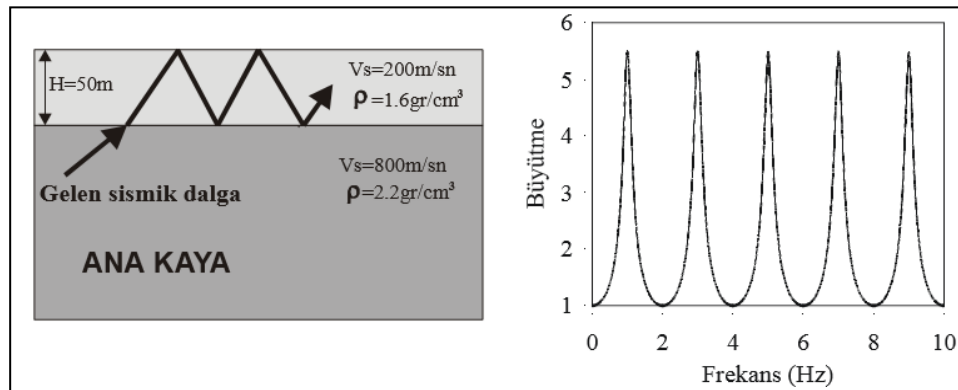 H=50m
Vs=200m/sn
ρ=1.6gr/cm³
Vs=800m/sn
ρ=2.2gr/cm³
Gelen sismik dalga
ANA KAYA
Büyütme
6
5
4
3
2
1
0 2 4 6 8 10
Frekans (Hz)